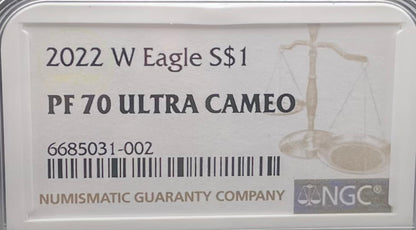 2022 W Eagle S$1
PF 70 ULTRA CAMEO
6685031-002
NUMISMATIC GUARANTY COMPANY NGC®